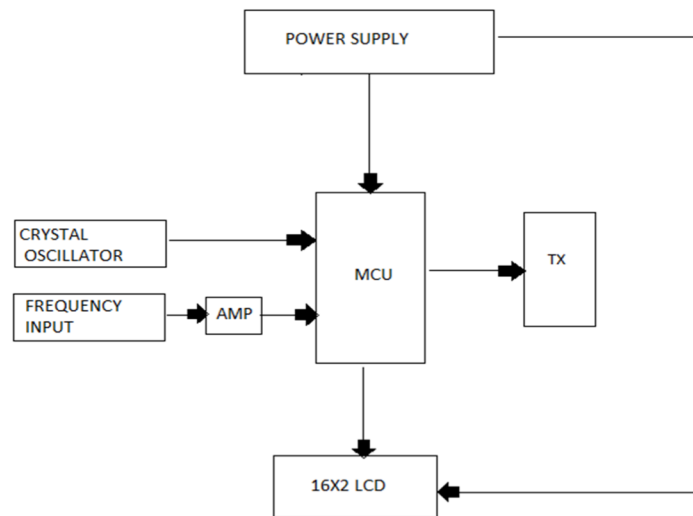 POWER SUPPLY
CRYSTAL
OSCILLATOR
MCU
TX
FREQUENCY
INPUT
AMP
16X2 LCD